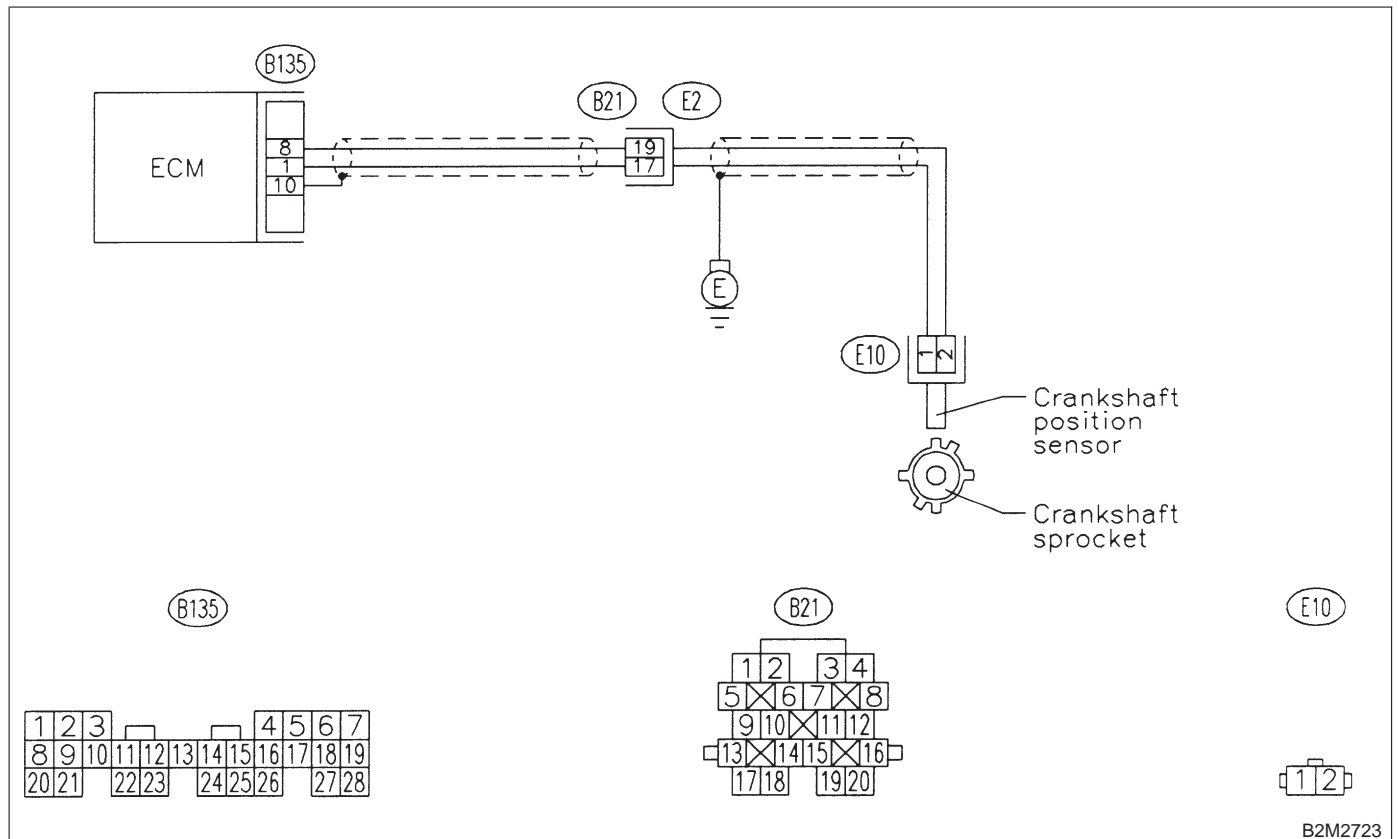 B135
B21 E2
8
1
10
ECM
19
17
E
E10
1 2
Crankshaft
position
sensor
Crankshaft
sprocket
B135
B21
E10
1 2 3 4 5 6 7
8 9 10 11 12 13 14 15 16 17 18 19
20 21 22 23 24 25 26 27 28
1 2 3 4
5 6 7 8
9 10 11 12
13 14 15 16
17 18 19 20
1 2
B2M2723